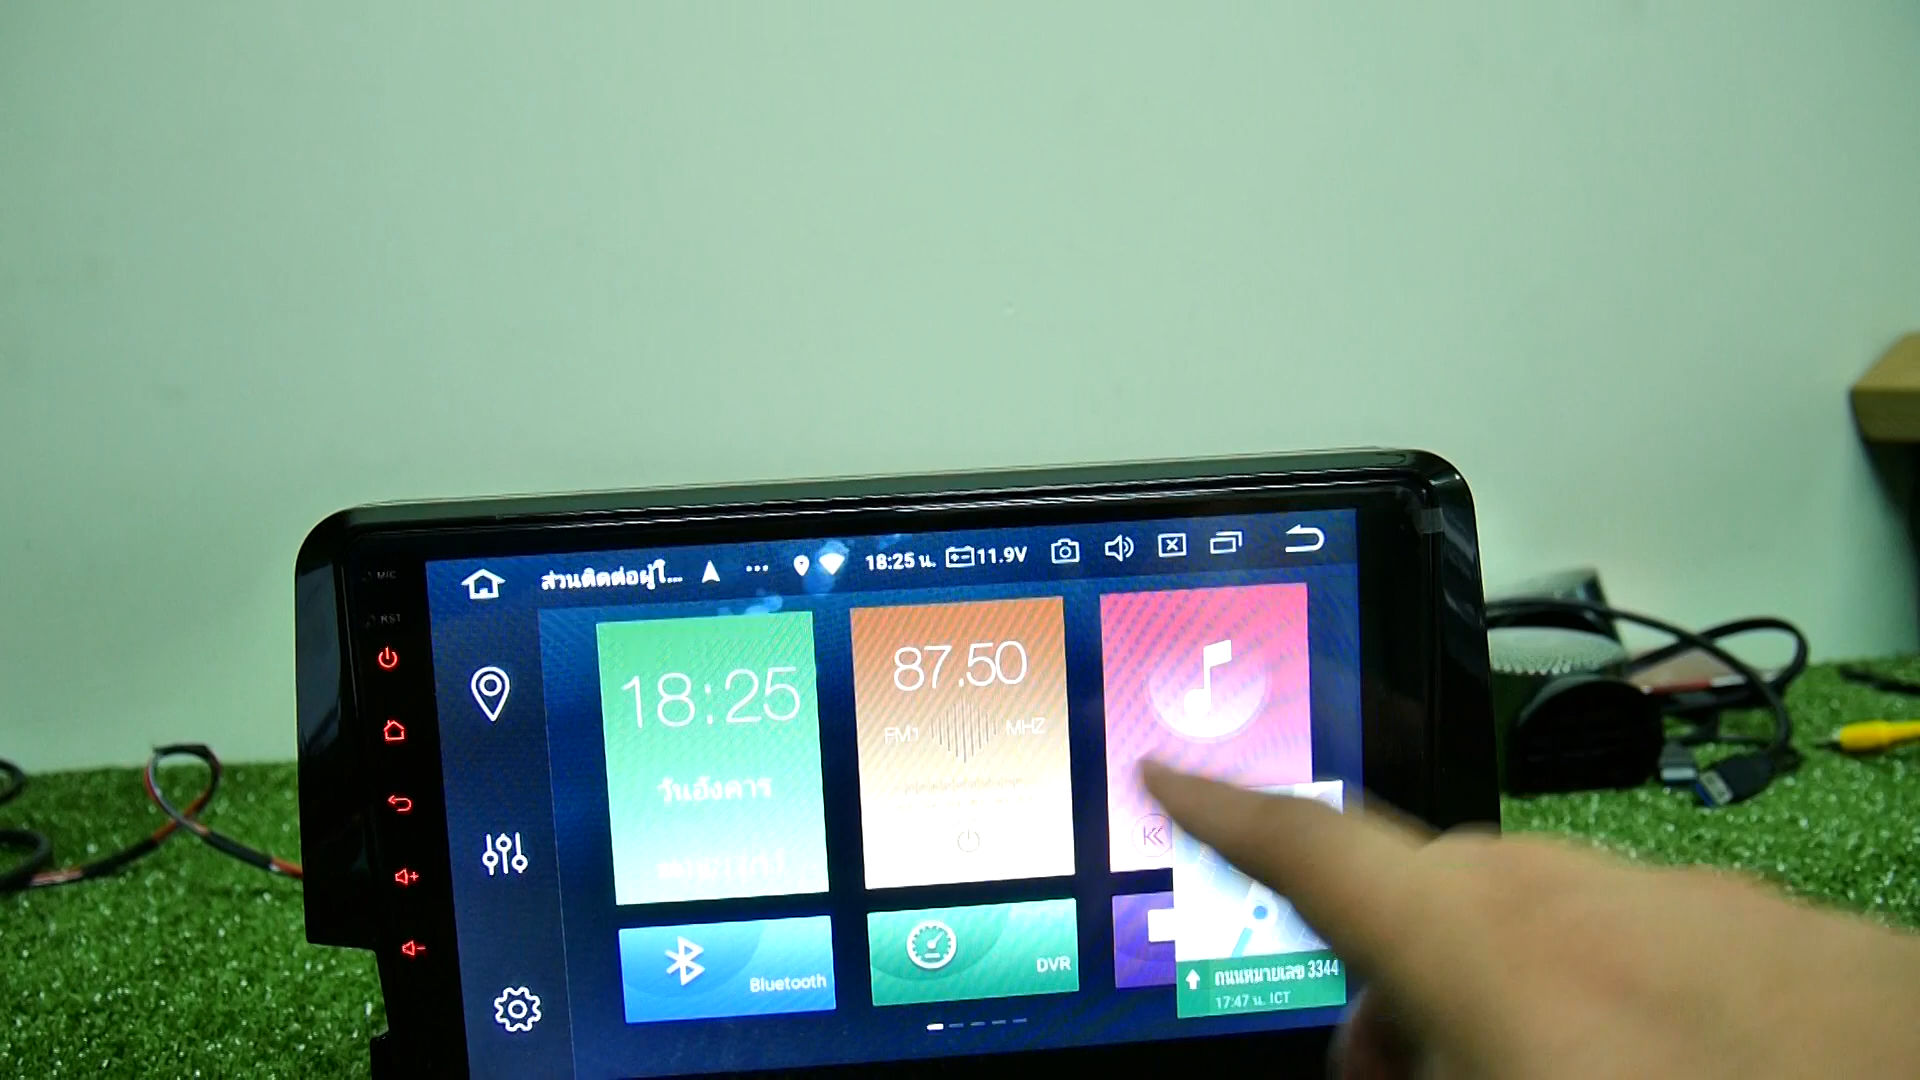 MIC
RST
ส่วนติดต่อผู้ใ... ... 18:25 น. 11.9V
18:25
วันอังคาร
87.50
FM1 MHZ
Bluetooth
DVR
ถนนหมายเลข 3344
17:47 น. ICT